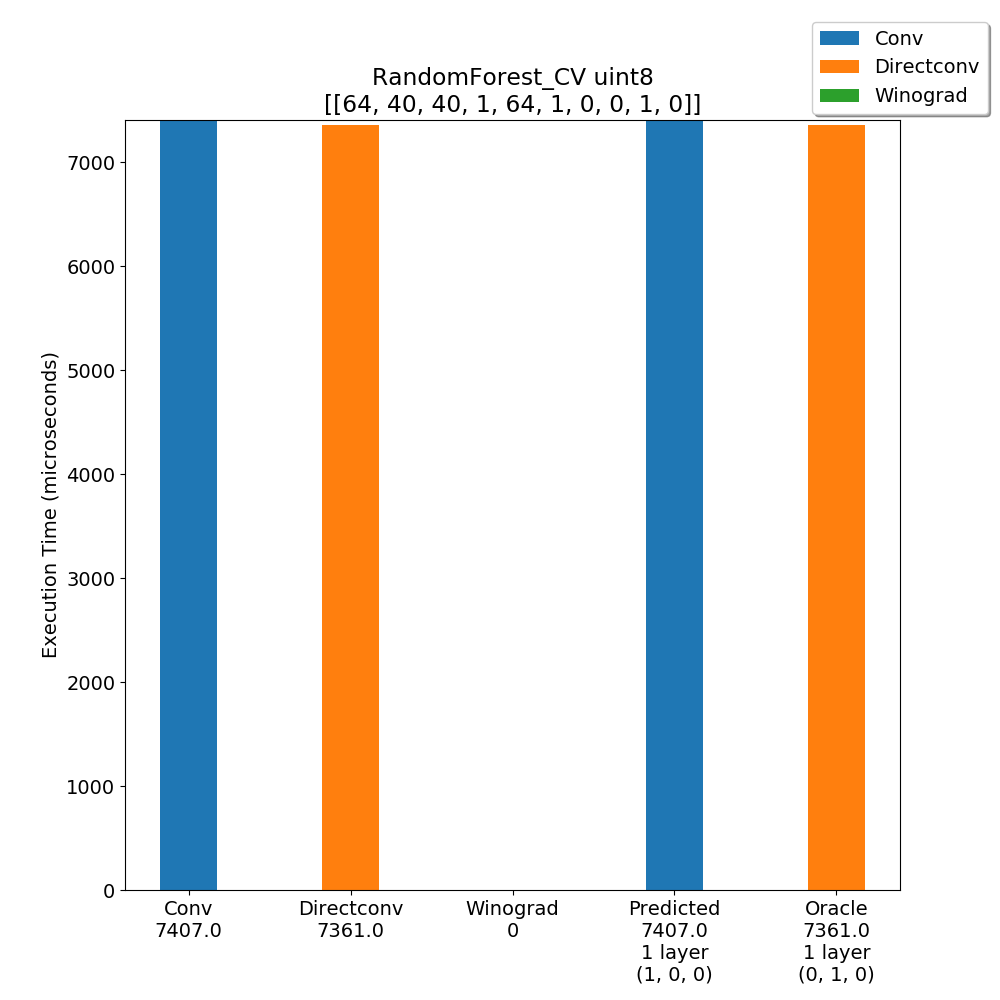 Conv
Directconv
Winograd
RandomForest_CV uint8
[[64, 40, 40, 1, 64, 1, 0, 0, 1, 0]]
Execution Time (microseconds)
7000
6000
5000
4000
3000
2000
1000
0
Conv
7407.0
Directconv
7361.0
Winograd
0
Predicted
7407.0
1 layer
(1, 0, 0)
Oracle
7361.0
1 layer
(0, 1, 0)